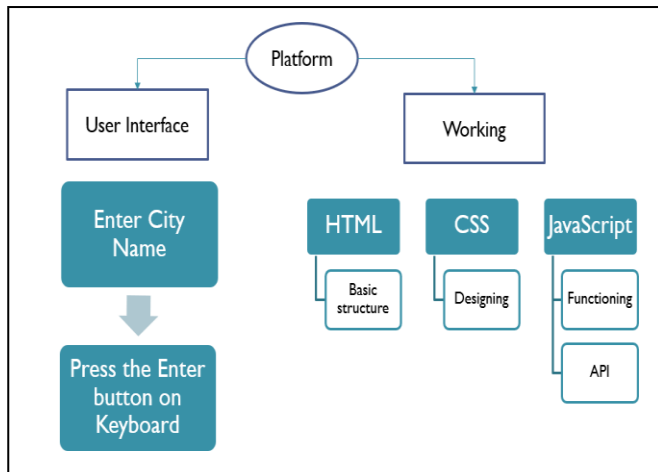 Platform
User Interface
Working
Enter City
Name
Press the Enter
button on
Keyboard
HTML
CSS
JavaScript
Basic
structure
Designing
Functioning
API